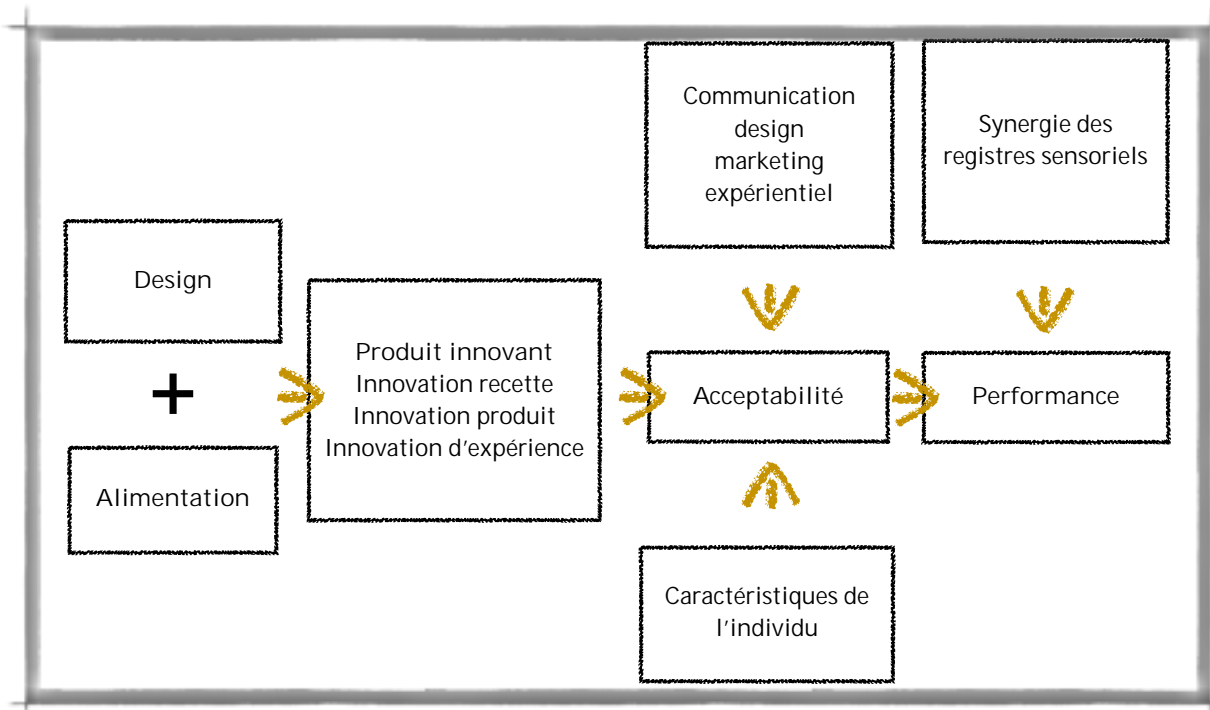 Design
+
Alimentation
Produit innovant
Innovation recette
Innovation produit
Innovation d'expérience
Communication
design
marketing
expérientiel
Acceptabilité
Caractéristiques de
l'individu
Synergie des
registres sensoriels
Performance